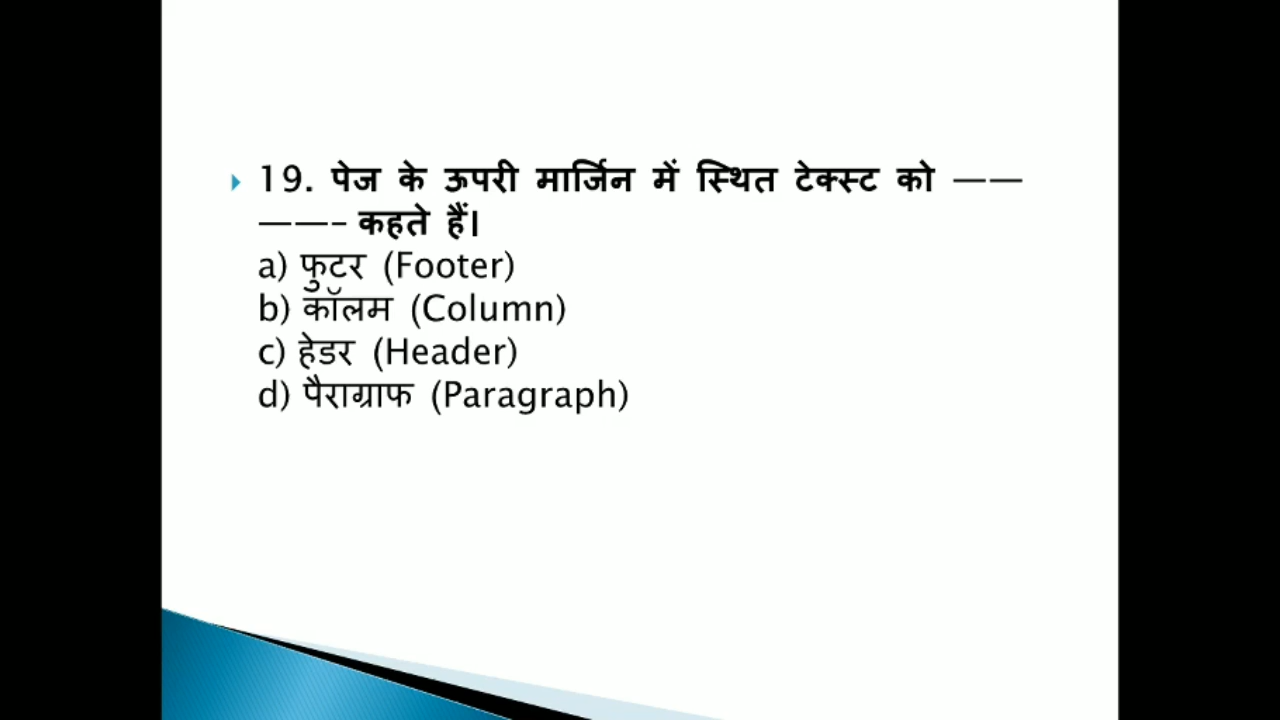 19. पेज के ऊपरी मार्जिन में स्थित टेक्स्ट को ——
———– कहते हैं।
a) फुटर (Footer)
b) कॉलम (Column)
c) हेडर (Header)
d) पैराग्राफ (Paragraph)